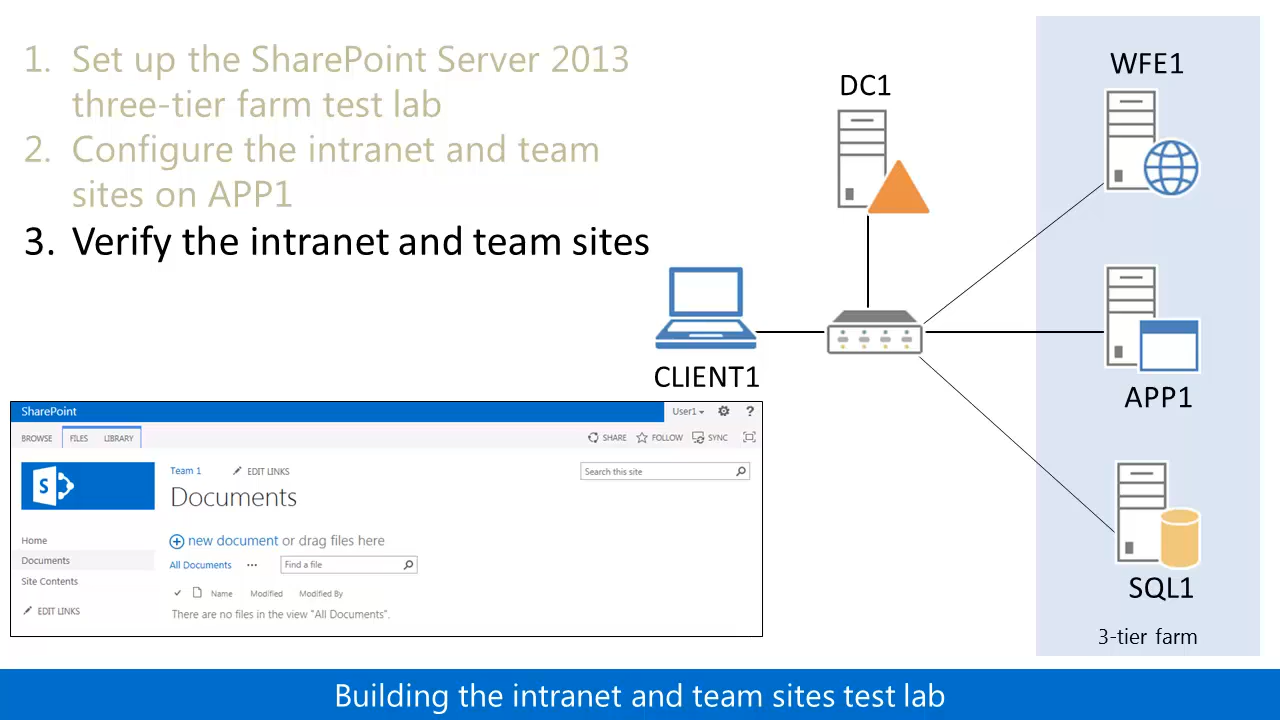 1. Set up the SharePoint Server 2013
three-tier farm test lab
2. Configure the intranet and team
sites on APP1
3. Verify the intranet and team sites
DC1
WFE1
CLIENT1
APP1
SQL1
3-tier farm
SharePoint
User1
?
BROWSE FILES LIBRARY
SHARE FOLLOW SYNC
S
Team 1 EDIT LINKS
Search this site
Documents
Home
Documents
Site Contents
EDIT LINKS
new document or drag files here
All Documents ... Find a file
Name Modified Modified By
There are no files in the view "All Documents".
Building the intranet and team sites test lab